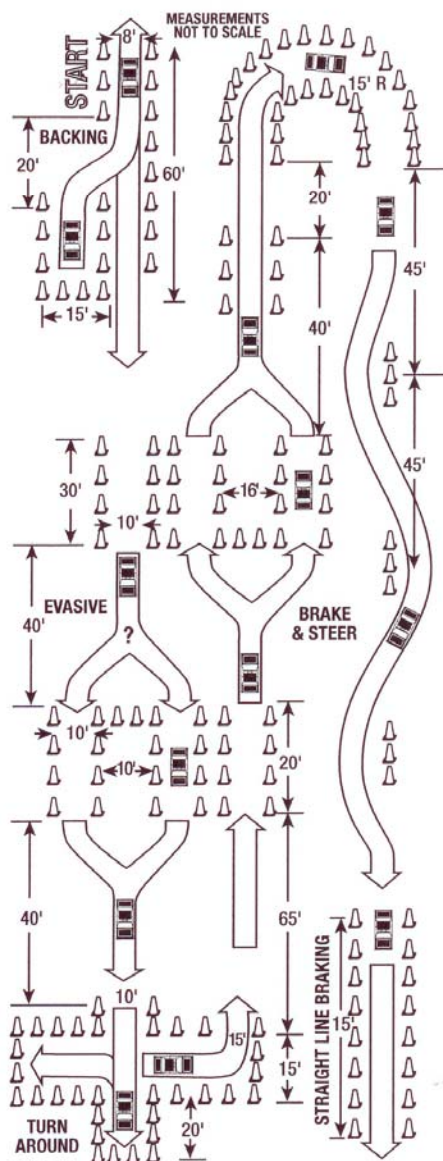 MEASUREMENTS
NOT TO SCALE
START
8'
15' R
BACKING
20'
60'
20'
45'
15'
40'
45'
30'
16'
10'
EVASIVE
40'
?
BRAKE
& STEER
10'
10'
20'
40'
65'
STRAIGHT LINE BRAKING
15'
10'
15'
15'
TURN
AROUND
20'